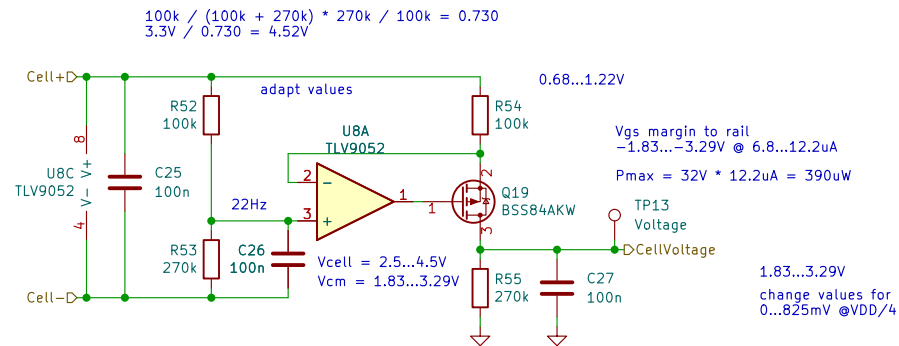 100k / (100k + 270k) * 270k / 100k = 0.730
3.3V / 0.730 = 4.52V
Cell+
adapt values
0.68...1.22V
R52
100k
R54
100k
U8A
TLV9052
Vgs margin to rail
-1.83...-3.29V @ 6.8...12.2uA
Pmax = 32V * 12.2uA = 390uW
8
V+
U8C
TLV9052
V-
4
C25
100n
2
-
1
3
+
1
2
Q19
BSS84AKW
3
TP13
Voltage
22Hz
CellVoltage
R53
270k
C26
100n
Vcell = 2.5...4.5V
Vcm = 1.83...3.29V
R55
270k
C27
100n
Cell-
1.83...3.29V
change values for
0...825mV @VDD/4